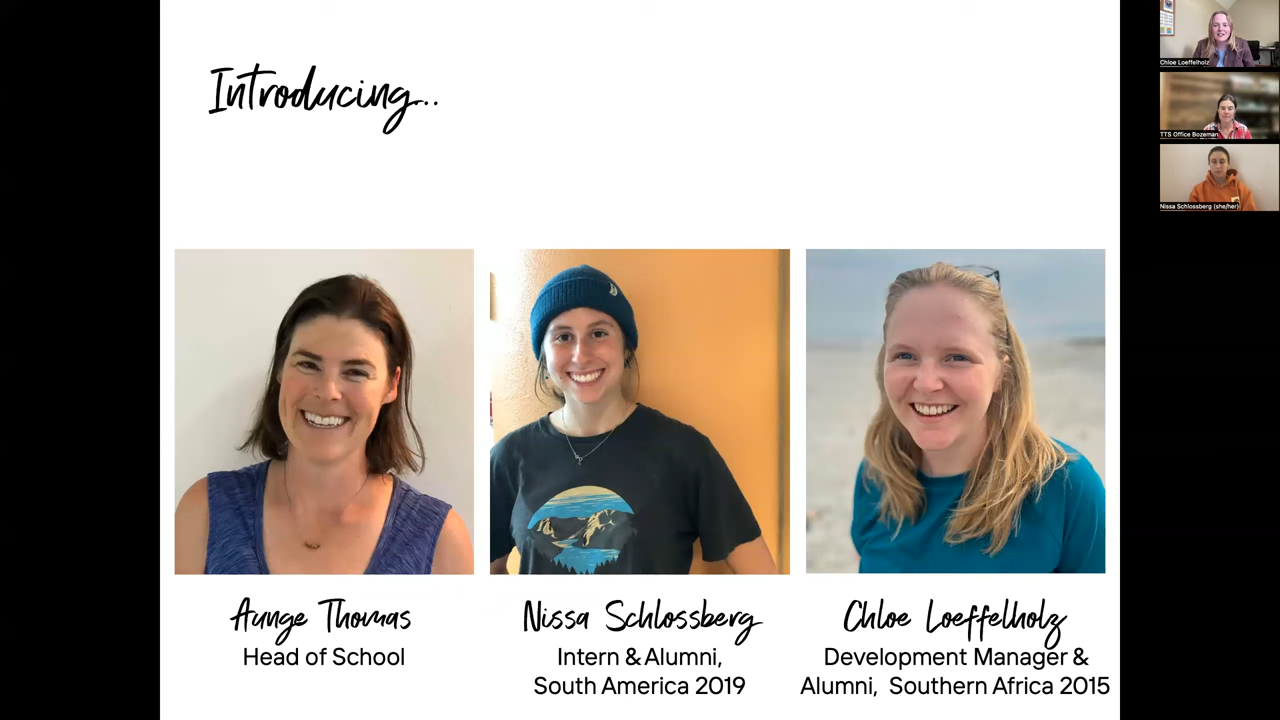 Introducing...
Aunge Thomas
Head of School
Nissa Schlossberg
Intern & Alumni,
South America 2019
Chloe Loeffelholz
Development Manager &
Alumni, Southern Africa 2015
Chloe Loeffelholz
TTS Office Bozeman
Nissa Schlossberg (she/her)